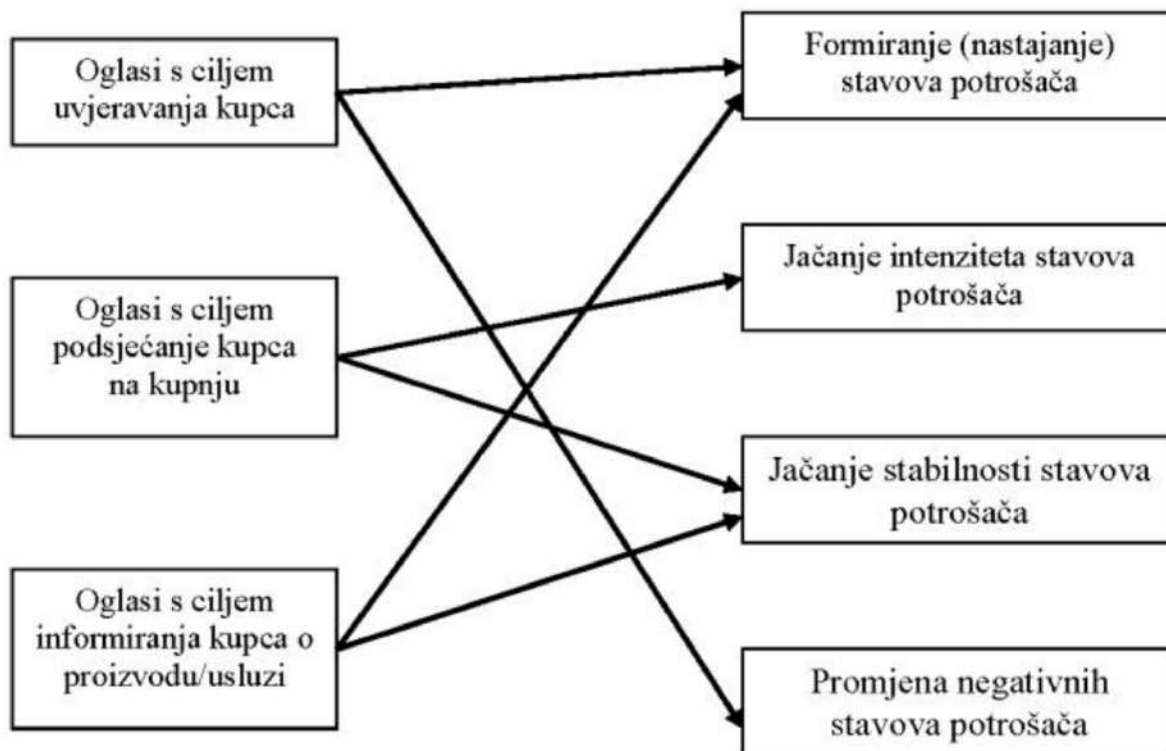 Oglasi s ciljem
uvjeravanja kupca
Oglasi s ciljem
podsjećanje kupca
na kupnju
Oglasi s ciljem
informiranja kupca o
proizvodu/usluzi
Formiranje (nastajanje)
stavova potrošača
Jačanje intenziteta stavova
potrošača
Jačanje stabilnosti stavova
potrošača
Promjena negativnih
stavova potrošača